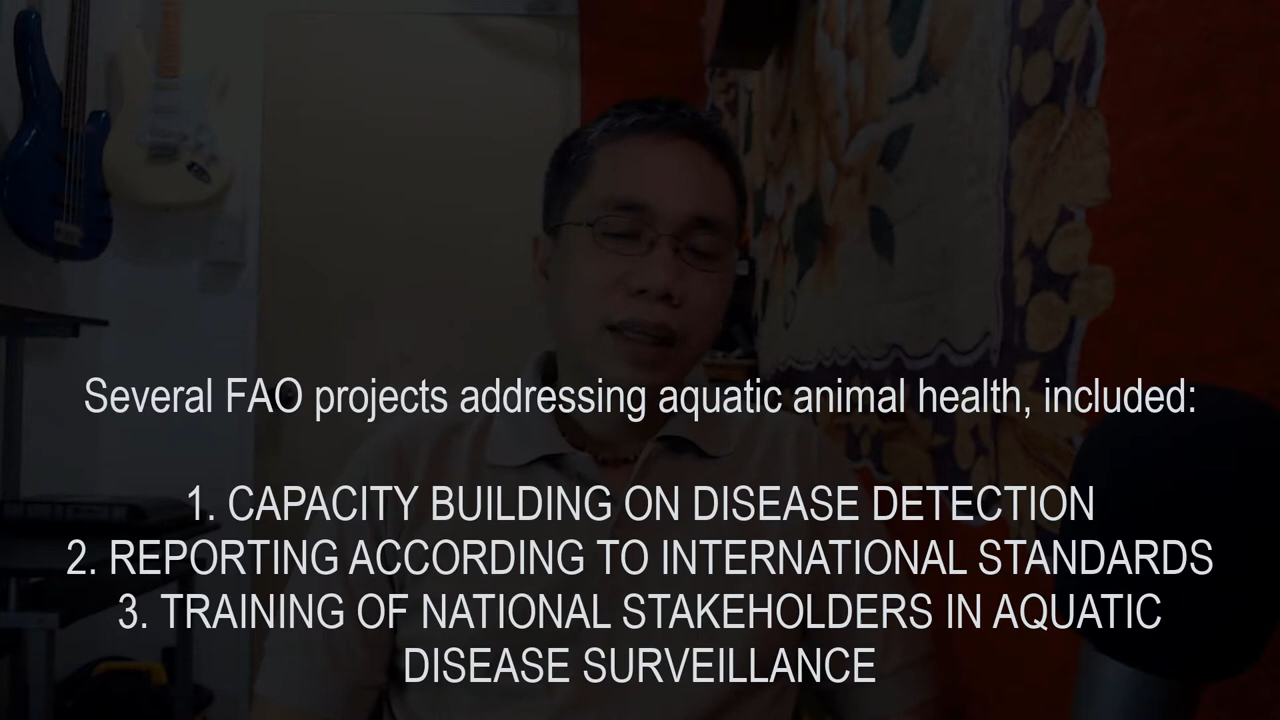 Several FAO projects addressing aquatic animal health, included:
1. CAPACITY BUILDING ON DISEASE DETECTION
2. REPORTING ACCORDING TO INTERNATIONAL STANDARDS
3. TRAINING OF NATIONAL STAKEHOLDERS IN AQUATIC
DISEASE SURVEILLANCE